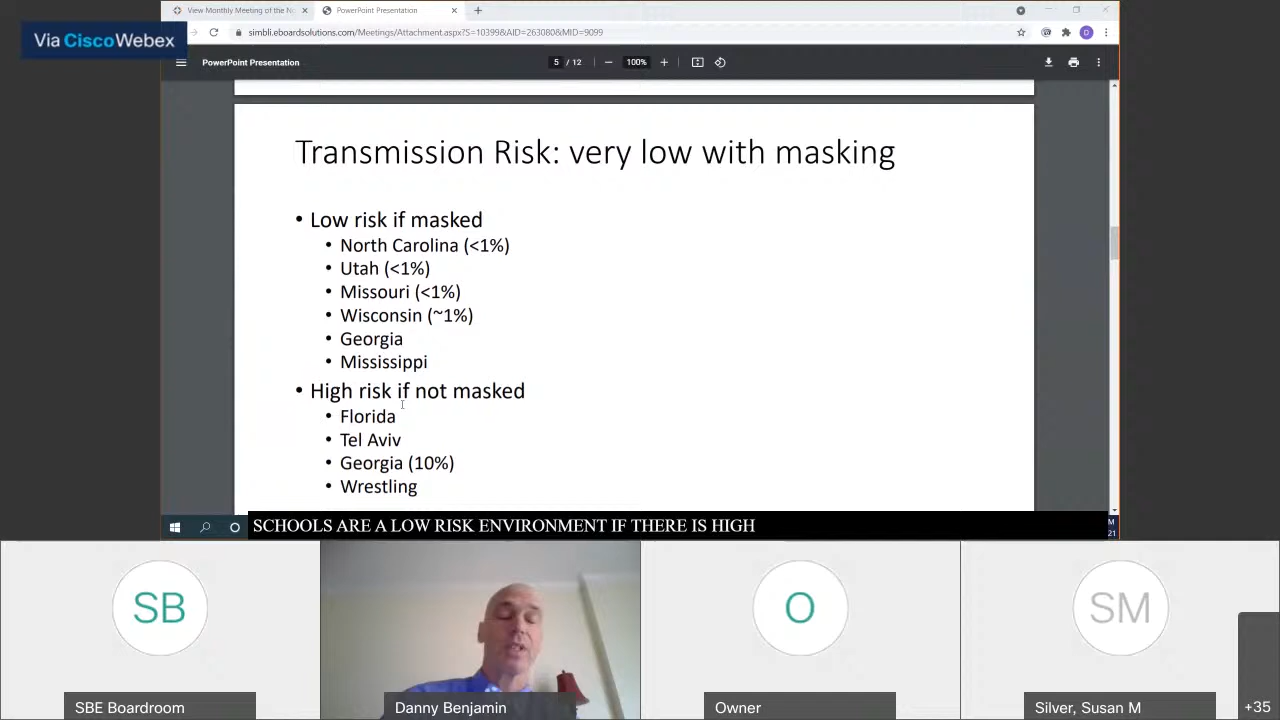 View Monthly Meeting of the N
PowerPoint Presentation
Via CiscoWebex
simbli.eboardsolutions.com/Meetings/Attachment.aspx?S=10399&AID=263080&MID=9099
D
PowerPoint Presentation
5 / 12
100%
Transmission Risk: very low with masking
• Low risk if masked
• North Carolina (<1%)
• Utah (<1%)
• Missouri (<1%)
• Wisconsin (~1%)
• Georgia
• Mississippi
• High risk if not masked
• Florida
• Tel Aviv
• Georgia (10%)
• Wrestling
SCHOOLS ARE A LOW RISK ENVIRONMENT IF THERE IS HIGH
M
21
SB
O
SM
SBE Boardroom
Danny Benjamin
Owner
Silver, Susan M
+35